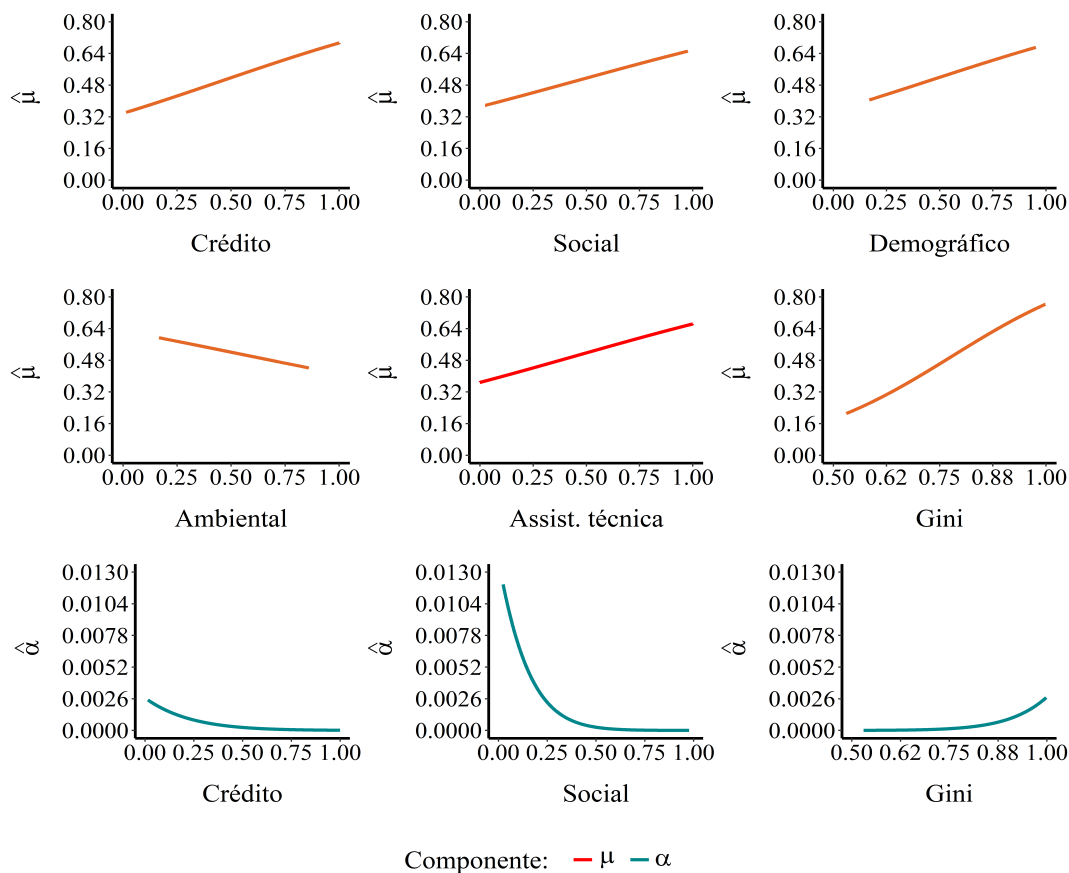 0.80 0.80 0.80
0.64 0.64 0.64
0.48 0.48 0.48
μ̂ μ̂ μ̂
0.32 0.32 0.32
0.16 0.16 0.16
0.00 0.00 0.00
0.00 0.25 0.50 0.75 1.00 0.00 0.25 0.50 0.75 1.00 0.00 0.25 0.50 0.75 1.00
Crédito Social Demográfico
0.80 0.80 0.80
0.64 0.64 0.64
0.48 0.48 0.48
μ̂ μ̂ μ̂
0.32 0.32 0.32
0.16 0.16 0.16
0.00 0.00 0.00
0.00 0.25 0.50 0.75 1.00 0.00 0.25 0.50 0.75 1.00 0.50 0.62 0.75 0.88 1.00
Ambiental Assist. técnica Gini
0.0130 0.0130 0.0130
0.0104 0.0104 0.0104
0.0078 0.0078 0.0078
α̂ α̂ α̂
0.0052 0.0052 0.0052
0.0026 0.0026 0.0026
0.0000 0.0000 0.0000
0.00 0.25 0.50 0.75 1.00 0.00 0.25 0.50 0.75 1.00 0.50 0.62 0.75 0.88 1.00
Crédito Social Gini
Componente: μ α